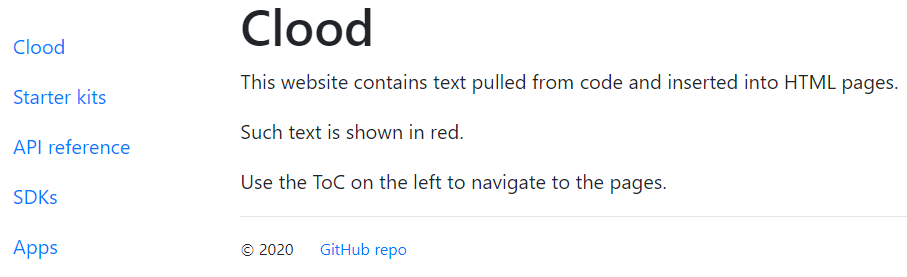 Clood
Starter kits
API reference
SDKs
Apps
Clood
This website contains text pulled from code and inserted into HTML pages.
Such text is shown in red.
Use the ToC on the left to navigate to the pages.
© 2020 GitHub repo